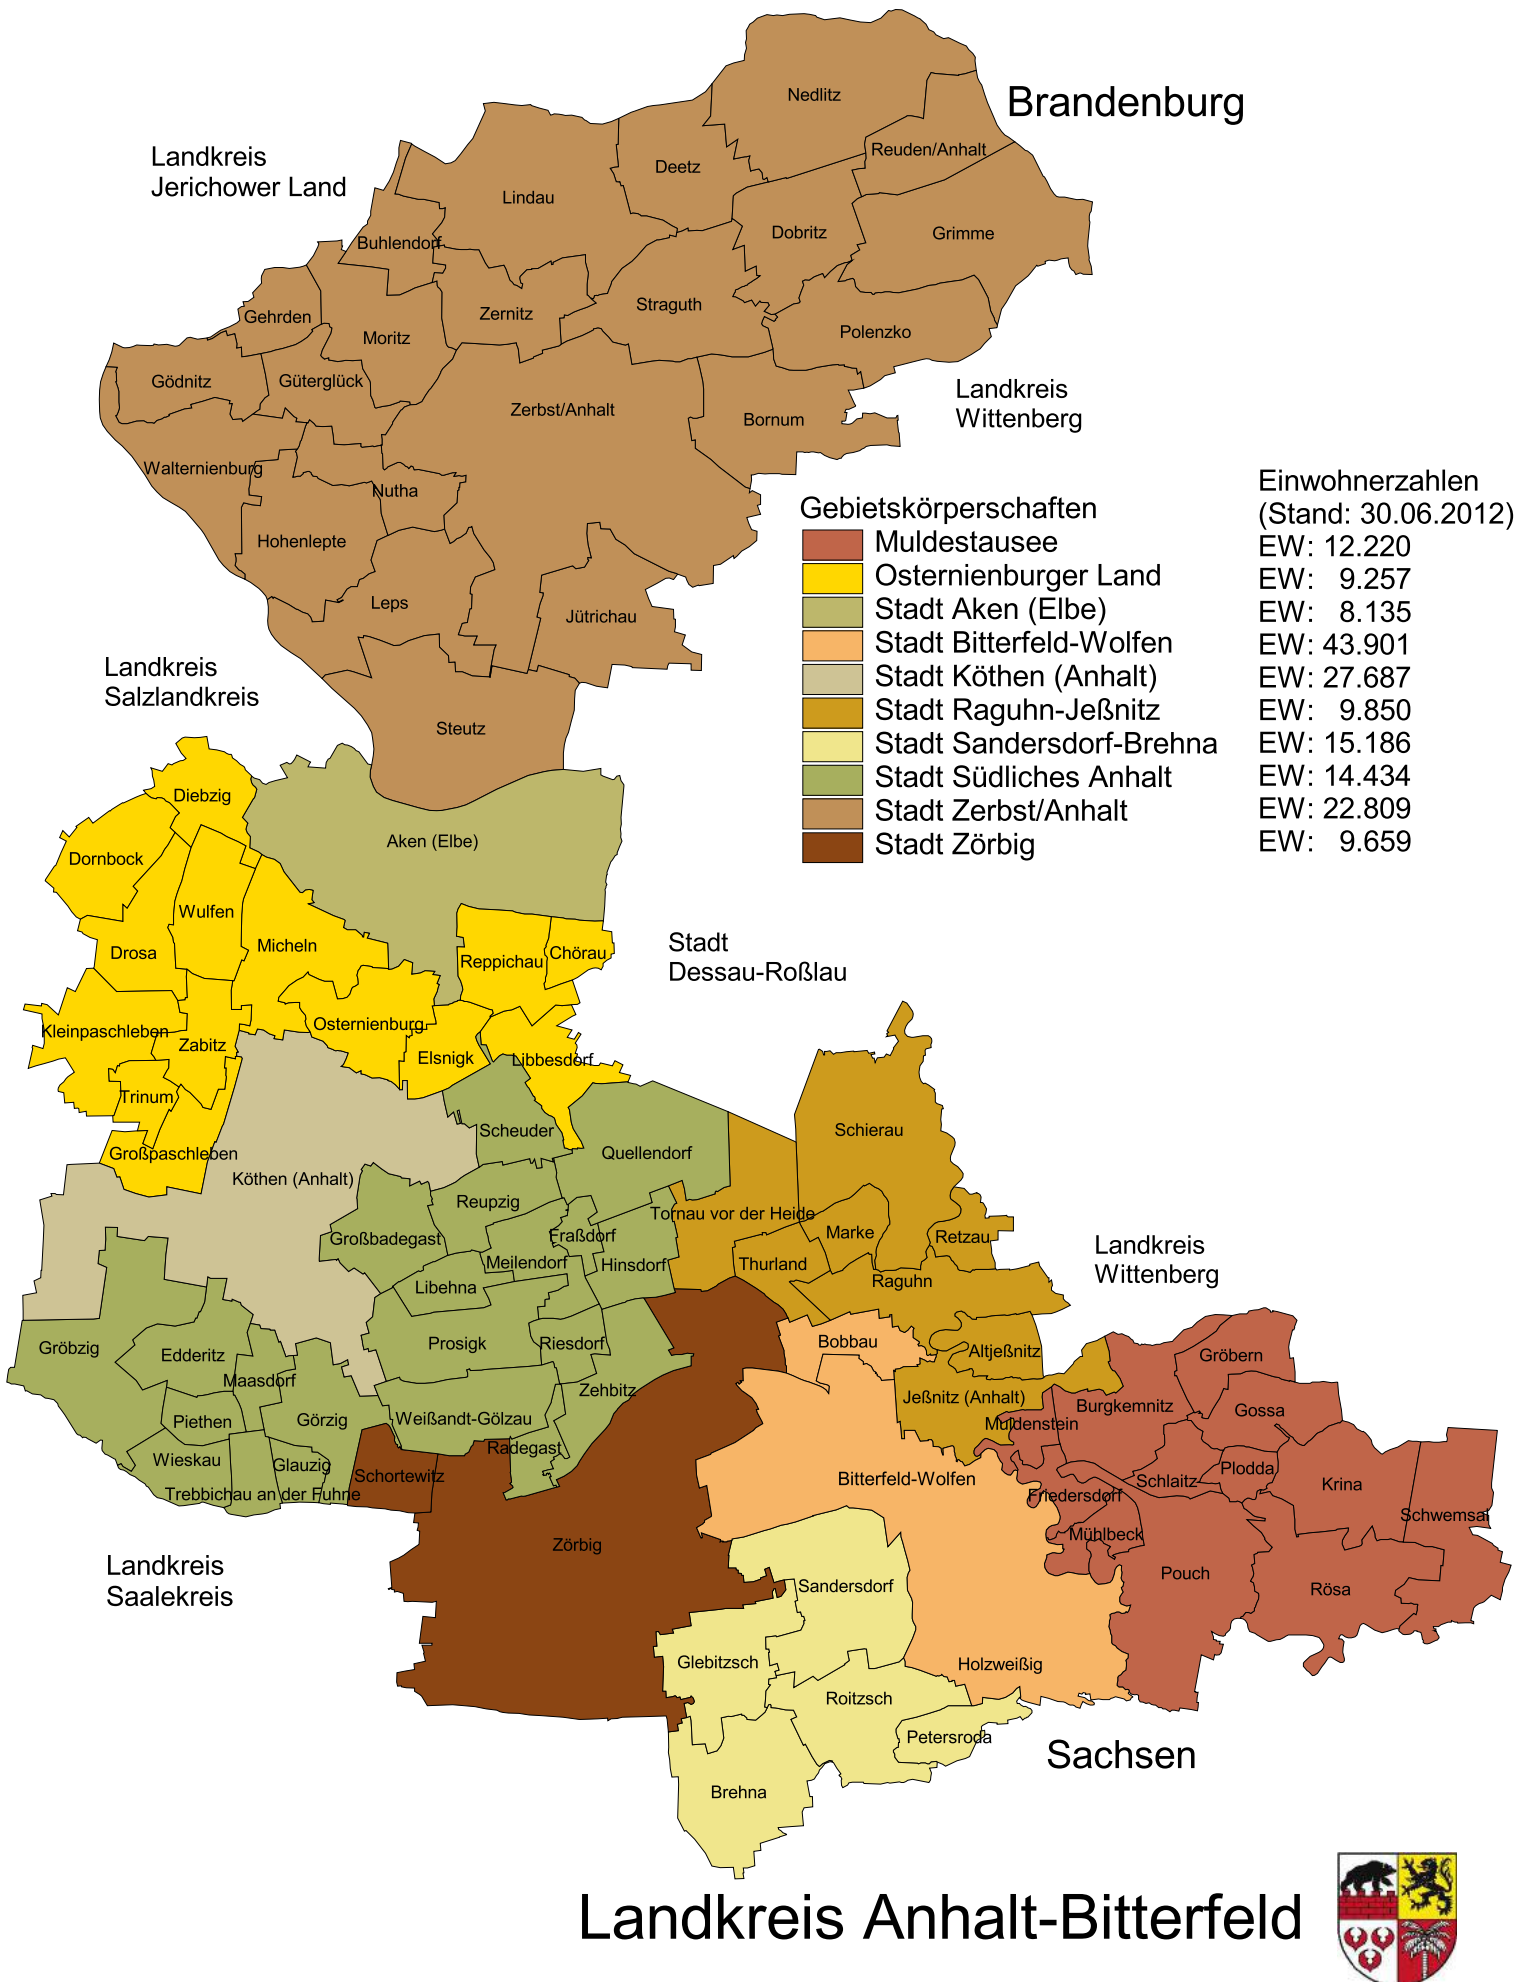 Brandenburg
Nedlitz
Reuden/Anhalt
Landkreis
Jerichower Land
Deetz
Lindau
Buhlendorf
Dobritz
Grimme
Gehrden
Moritz
Zernitz
Straguth
Polenzko
Gödnitz
Güterglück
Zerbst/Anhalt
Bornum
Landkreis
Wittenberg
Walternienburg
Nutha
Hohenlepte
Leps
Jütrichau
Steutz
Landkreis
Salzlandkreis
Gebietskörperschaften
Muldestausee
Osternienburger Land
Stadt Aken (Elbe)
Stadt Bitterfeld-Wolfen
Stadt Köthen (Anhalt)
Stadt Raguhn-Jeßnitz
Stadt Sandersdorf-Brehna
Stadt Südliches Anhalt
Stadt Zerbst/Anhalt
Stadt Zörbig
Einwohnerzahlen
(Stand: 30.06.2012)
EW: 12.220
EW: 9.257
EW: 8.135
EW: 43.901
EW: 27.687
EW: 9.850
EW: 15.186
EW: 14.434
EW: 22.809
EW: 9.659
Diebzig
Aken (Elbe)
Dornbock
Wulfen
Drosa
Micheln
Reppichau
Chörau
Stadt
Dessau-Roßlau
Kleinpaschleben
Zabitz
Osternienburg
Elsnigk
Libbesdorf
Trinum
Großpaschleben
Köthen (Anhalt)
Scheuder
Quellendorf
Reupzig
Großbadegast
Fraßdorf
Meilendorf
Hinsdorf
Libehna
Prosigk
Riesdorf
Zehbitz
Gröbzig
Edderitz
Maasdorf
Piethen
Görzig
Weißandt-Gölzau
Radegast
Wieskau
Glauzig
Trebbichau an der Fuhne
Schortewitz
Schierau
Tornau vor der Heide
Marke
Retzau
Thurland
Raguhn
Altjeßnitz
Jeßnitz (Anhalt)
Landkreis
Wittenberg
Bobbau
Bitterfeld-Wolfen
Holzweißig
Gröbern
Burgkemnitz
Gossa
Muldenstein
Plodda
Schlaitz
Krina
Friedersdorf
Schwemsal
Mühlbeck
Pouch
Rösa
Zörbig
Landkreis
Saalekreis
Sandersdorf
Glebitzsch
Roitzsch
Petersroda
Brehna
Sachsen
Landkreis Anhalt-Bitterfeld